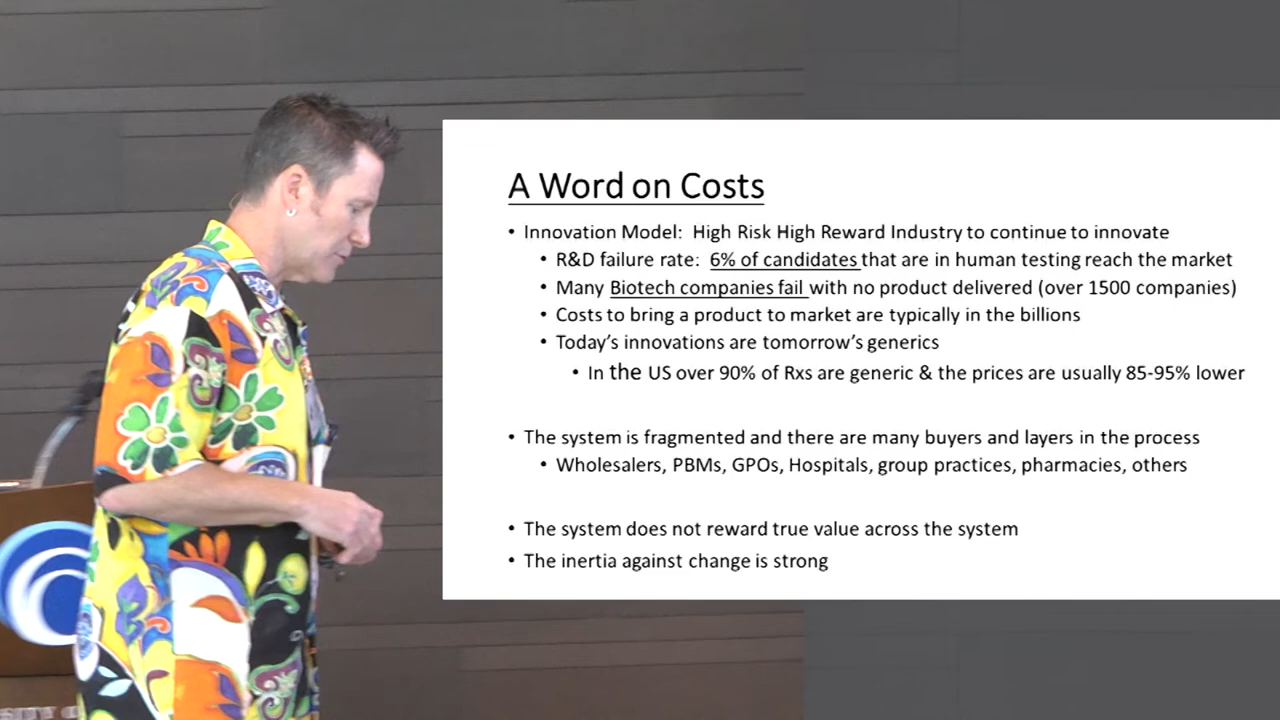 A Word on Costs
• Innovation Model: High Risk High Reward Industry to continue to innovate
• R&D failure rate: 6% of candidates that are in human testing reach the market
• Many Biotech companies fail with no product delivered (over 1500 companies)
• Costs to bring a product to market are typically in the billions
• Today's innovations are tomorrow's generics
• In the US over 90% of Rxs are generic & the prices are usually 85-95% lower
• The system is fragmented and there are many buyers and layers in the process
• Wholesalers, PBMs, GPOs, Hospitals, group practices, pharmacies, others
• The system does not reward true value across the system
• The inertia against change is strong